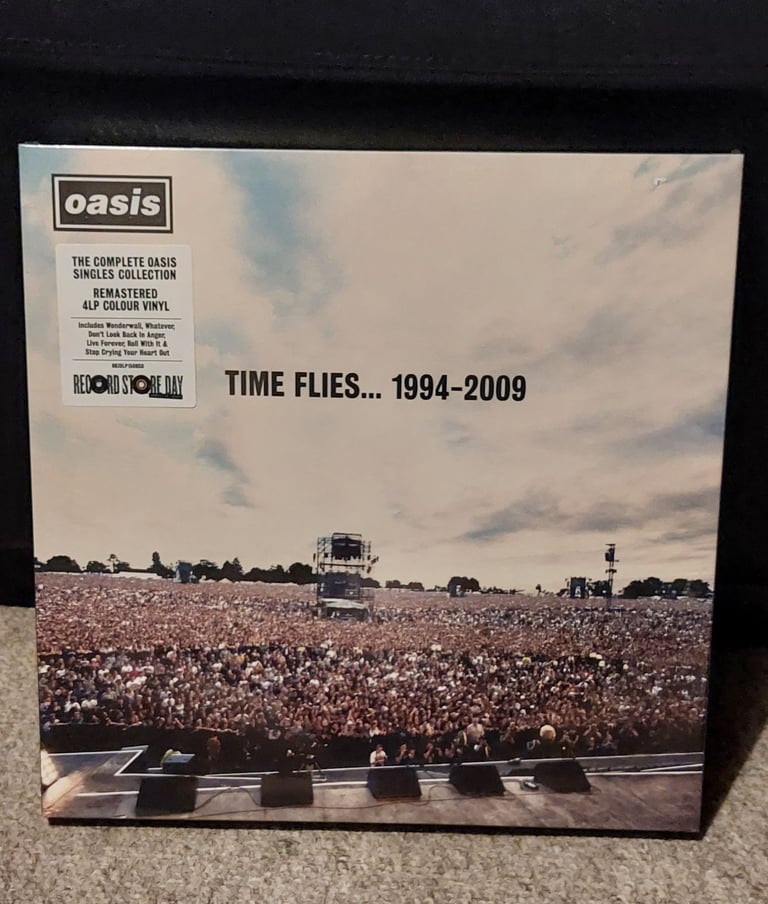 oasis
THE COMPLETE OASIS
SINGLES COLLECTION
REMASTERED
4LP COLOUR VINYL
Includes Wonderwall, Whatever,
Don't Look Back In Anger,
Live Forever, Roll With It &
Stop Crying Your Heart Out
RECORD STORE DAY
TIME FLIES... 1994-2009